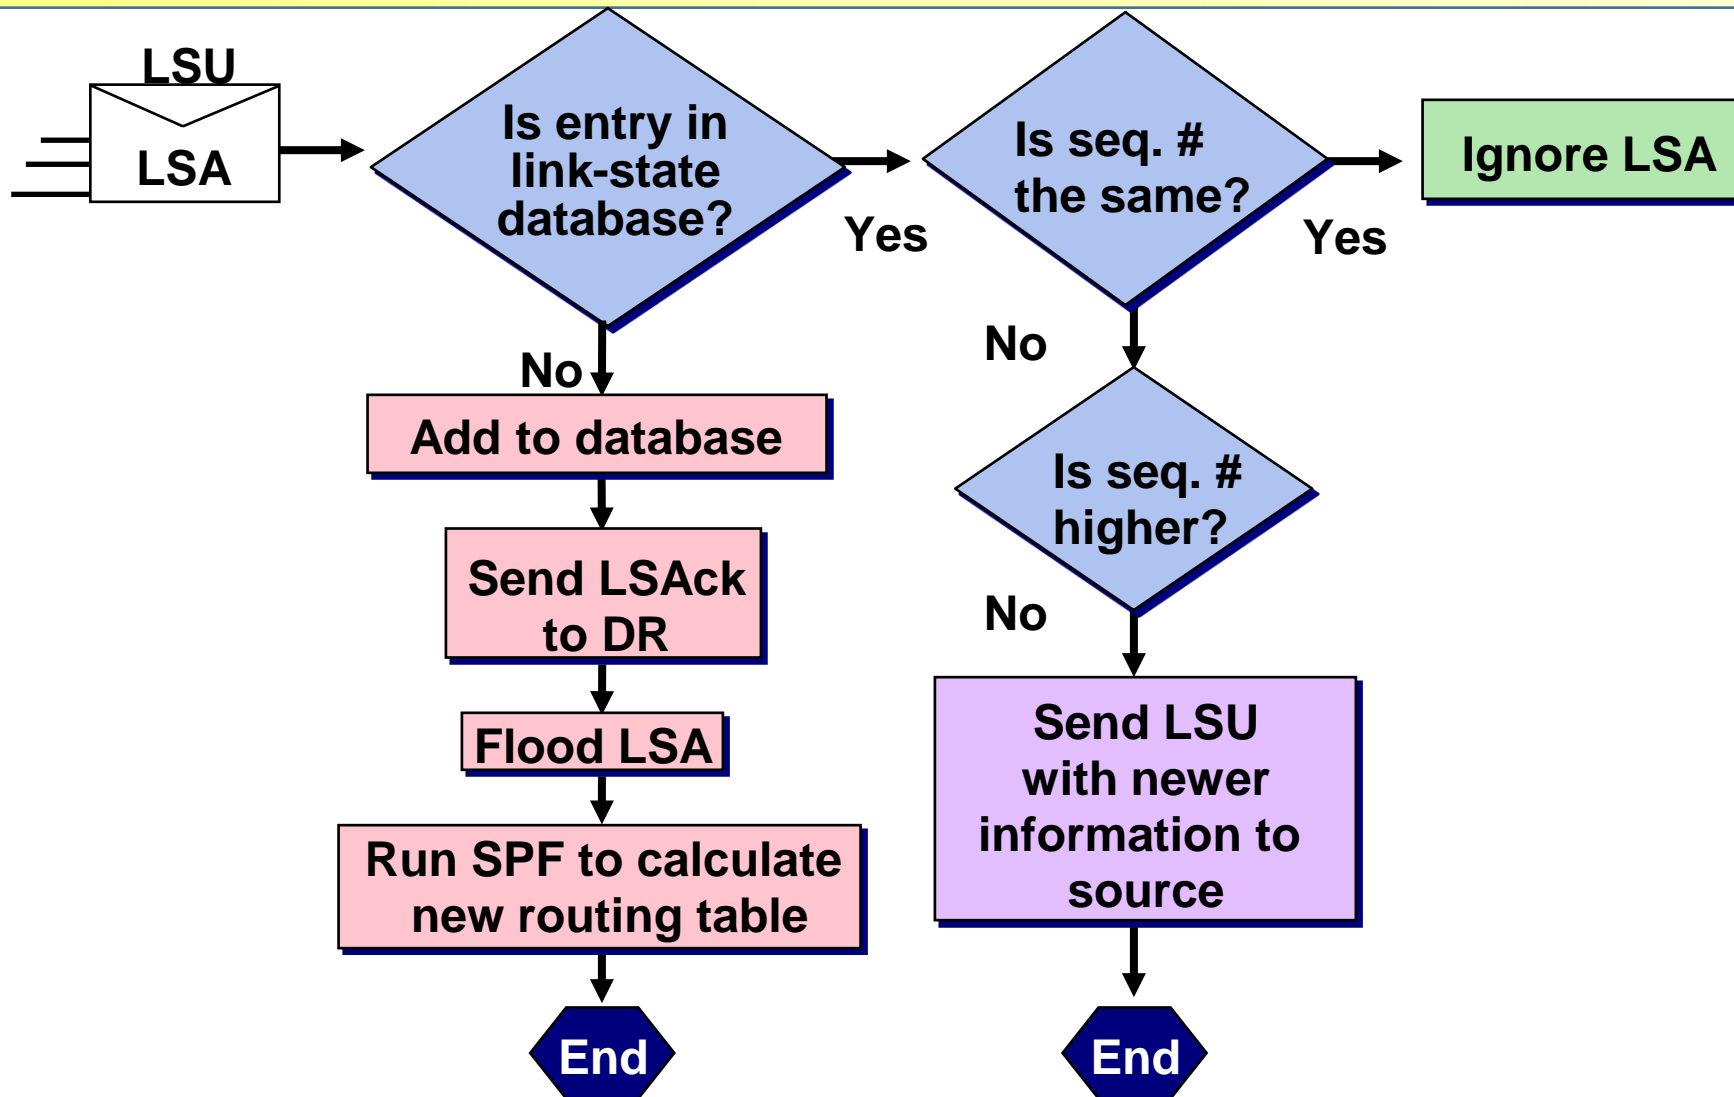 LSU
LSA
Is entry in
link-state
database?
Yes
Is seq. #
the same?
Yes
Ignore LSA
No
Add to database
Send LSAck
to DR
Flood LSA
Run SPF to calculate
new routing table
End
No
Is seq. #
higher?
No
Send LSU
with newer
information to
source
End